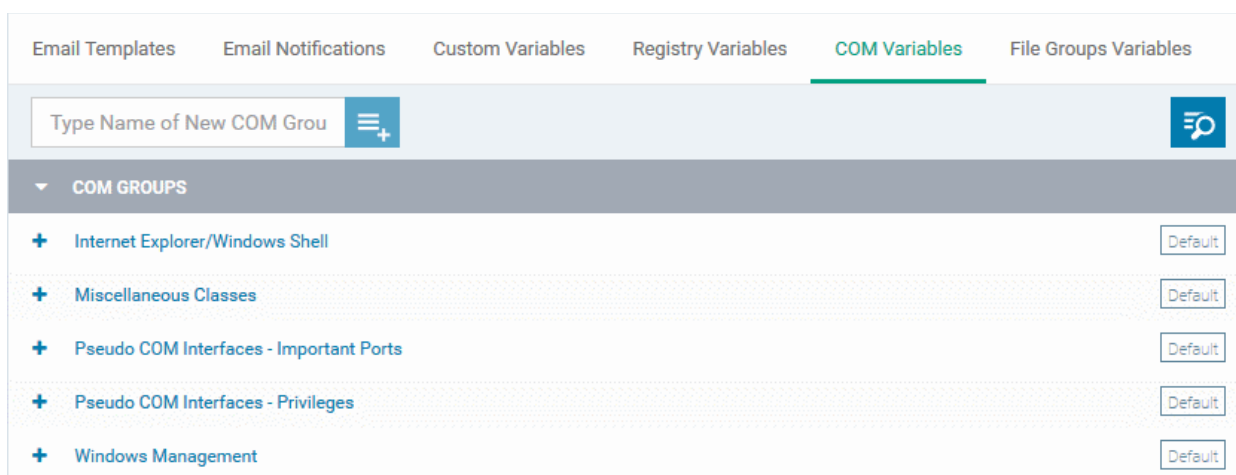 Email Templates Email Notifications Custom Variables Registry Variables COM Variables File Groups Variables
Type Name of New COM Grou
COM GROUPS
Internet Explorer/Windows Shell Default
Miscellaneous Classes Default
Pseudo COM Interfaces - Important Ports Default
Pseudo COM Interfaces - Privileges Default
Windows Management Default